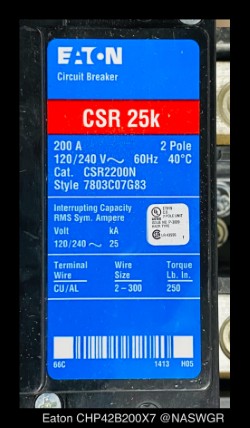 EATON
Circuit Breaker
CSR 25k
200 A 2 Pole
120/240 V~ 60Hz 40°C
Cat. CSR2200N
Style 7803C07G83
Interrupting Capacity
RMS Sym. Ampere
Volt kA
120/240 ~ 25
Terminal Wire Torque
Wire Size Lb. In.
CU/AL 2-300 250
66C 1413 H05
Eaton CHP42B200X7 @NASWGR